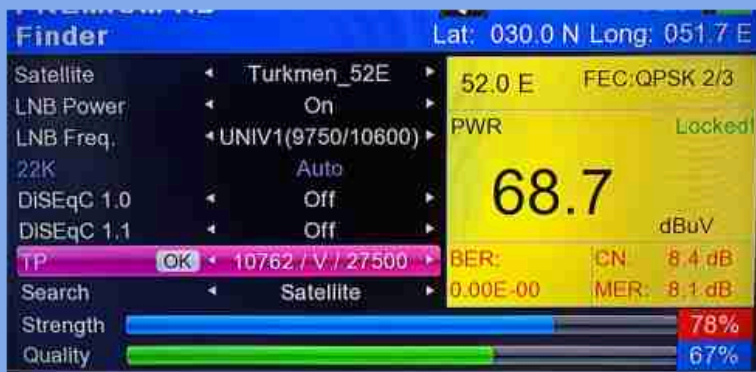 Finder
Lat: 030.0 N Long: 051.7 E
Satellite Turkmen_52E
LNB Power On
LNB Freq. UNIV1(9750/10600)
22K Auto
DiSEqC 1.0 Off
DiSEqC 1.1 Off
TP OK 10762 / V / 27500
Search Satellite
52.0 E FEC:QPSK 2/3
PWR Locked!
68.7 dBuV
BER: CN 8.4 dB
0.00E-00 MER: 8.1 dB
Strength 78%
Quality 67%